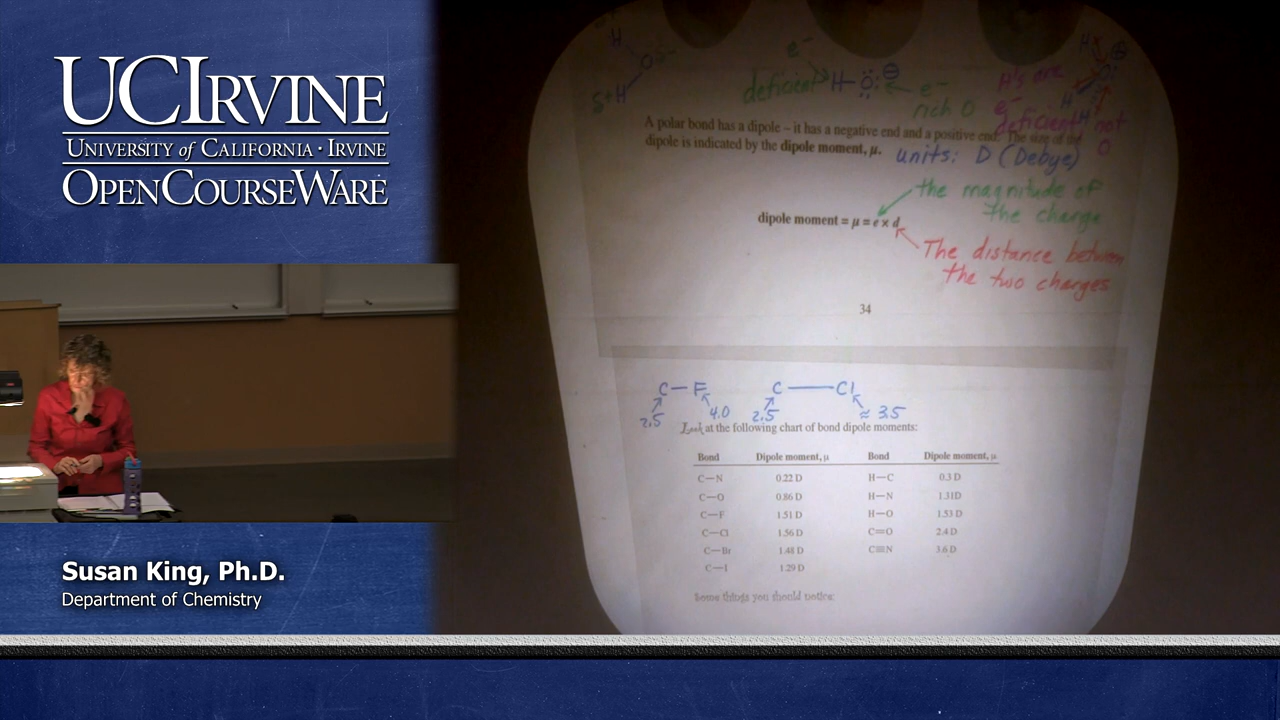 UCIRVINE
UNIVERSITY of CALIFORNIA · IRVINE
OPENCOURSEWARE
Susan King, Ph.D.
Department of Chemistry
H
Oδ-
δ+H
e-
deficient
H—Ö:⊖
e-
rich O
H's are
e-
deficient not
O
H
⊕
O
H
H
A polar bond has a dipole – it has a negative end and a positive end. The size of the
dipole is indicated by the dipole moment, μ. units: D (Debye)
the magnitude of
the charge
dipole moment = μ = e × d
The distance between
the two charges
34
C—F C——Cl
2.5 4.0 2.5 ≈ 3.5
Look at the following chart of bond dipole moments:
Bond Dipole moment, μ Bond Dipole moment, μ
C—N 0.22 D H—C 0.3 D
C—O 0.86 D H—N 1.31D
C—F 1.51 D H—O 1.53 D
C—Cl 1.56 D C=O 2.4 D
C—Br 1.48 D C≡N 3.6 D
C—I 1.29 D
Some things you should notice: